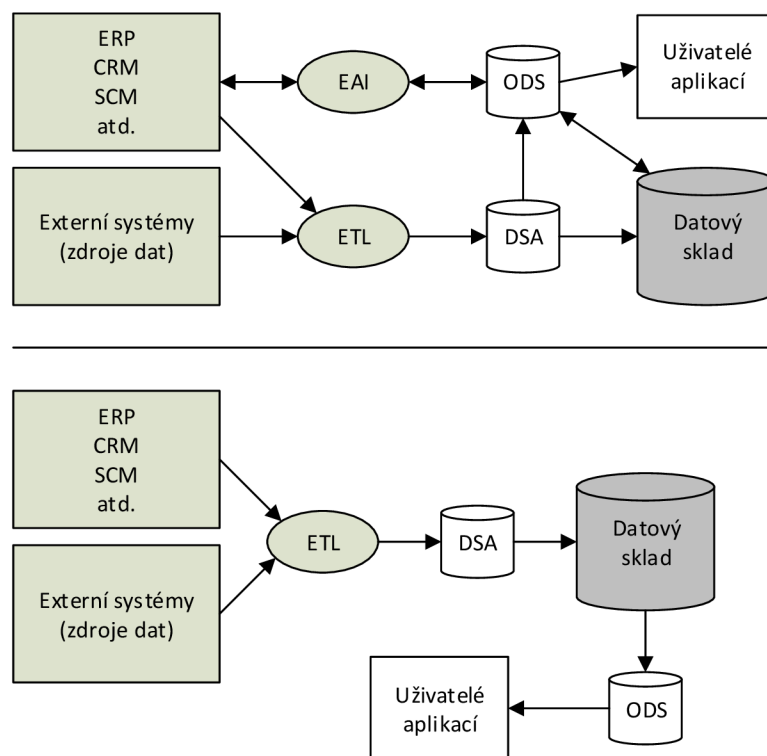 ERP
CRM
SCM
atd.
EAI
ODS
Uživatelé
aplikací
Externí systémy
(zdroje dat)
ETL
DSA
Datový
sklad
ERP
CRM
SCM
atd.
Externí systémy
(zdroje dat)
ETL
DSA
Datový
sklad
Uživatelé
aplikací
ODS